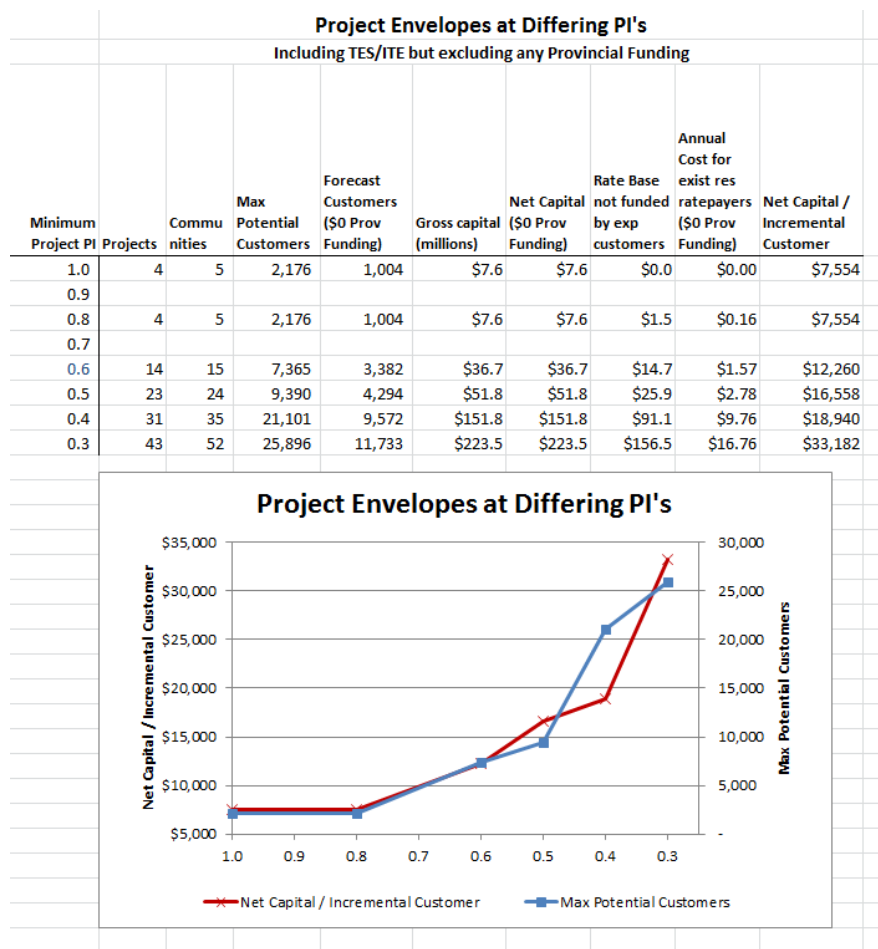 Project Envelopes at Differing PI's
Including TES/ITE but excluding any Provincial Funding
Minimum Project PI Projects Commu nities Max Potential Customers Forecast Customers ($0 Prov Funding) Gross capital (millions) Net Capital ($0 Prov Funding) Rate Base not funded by exp customers Annual Cost for exist res ratepayers ($0 Prov Funding) Net Capital / Incremental Customer
1.0 4 5 2,176 1,004 $7.6 $7.6 $0.0 $0.00 $7,554
0.9
0.8 4 5 2,176 1,004 $7.6 $7.6 $1.5 $0.16 $7,554
0.7
0.6 14 15 7,365 3,382 $36.7 $36.7 $14.7 $1.57 $12,260
0.5 23 24 9,390 4,294 $51.8 $51.8 $25.9 $2.78 $16,558
0.4 31 35 21,101 9,572 $151.8 $151.8 $91.1 $9.76 $18,940
0.3 43 52 25,896 11,733 $223.5 $223.5 $156.5 $16.76 $33,182
Project Envelopes at Differing PI's
Net Capital / Incremental Customer
$35,000
$30,000
$25,000
$20,000
$15,000
$10,000
$5,000
30,000
25,000
20,000
15,000
10,000
5,000
-
Max Potential Customers
1.0 0.9 0.8 0.7 0.6 0.5 0.4 0.3
Net Capital / Incremental Customer
Max Potential Customers